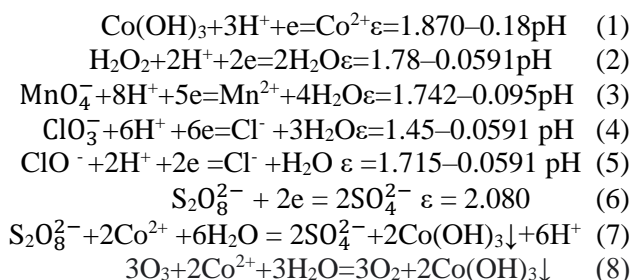 Co(OH)₃+3H⁺+e=Co²⁺ε=1.870–0.18pH (1)
H₂O₂+2H⁺+2e=2H₂Oε=1.78–0.0591pH (2)
MnO₄⁻+8H⁺+5e=Mn²⁺+4H₂Oε=1.742–0.095pH (3)
ClO₃⁻+6H⁺ +6e=Cl⁻ +3H₂Oε=1.45–0.0591 pH (4)
ClO ⁻+2H⁺ +2e =Cl⁻ +H₂O ε =1.715–0.0591 pH (5)
S₂O₈²⁻ + 2e = 2SO₄²⁻ ε = 2.080 (6)
S₂O₈²⁻+2Co²⁺ +6H₂O = 2SO₄²⁻+2Co(OH)₃↓+6H⁺ (7)
3O₃+2Co²⁺+3H₂O=3O₂+2Co(OH)₃↓ (8)